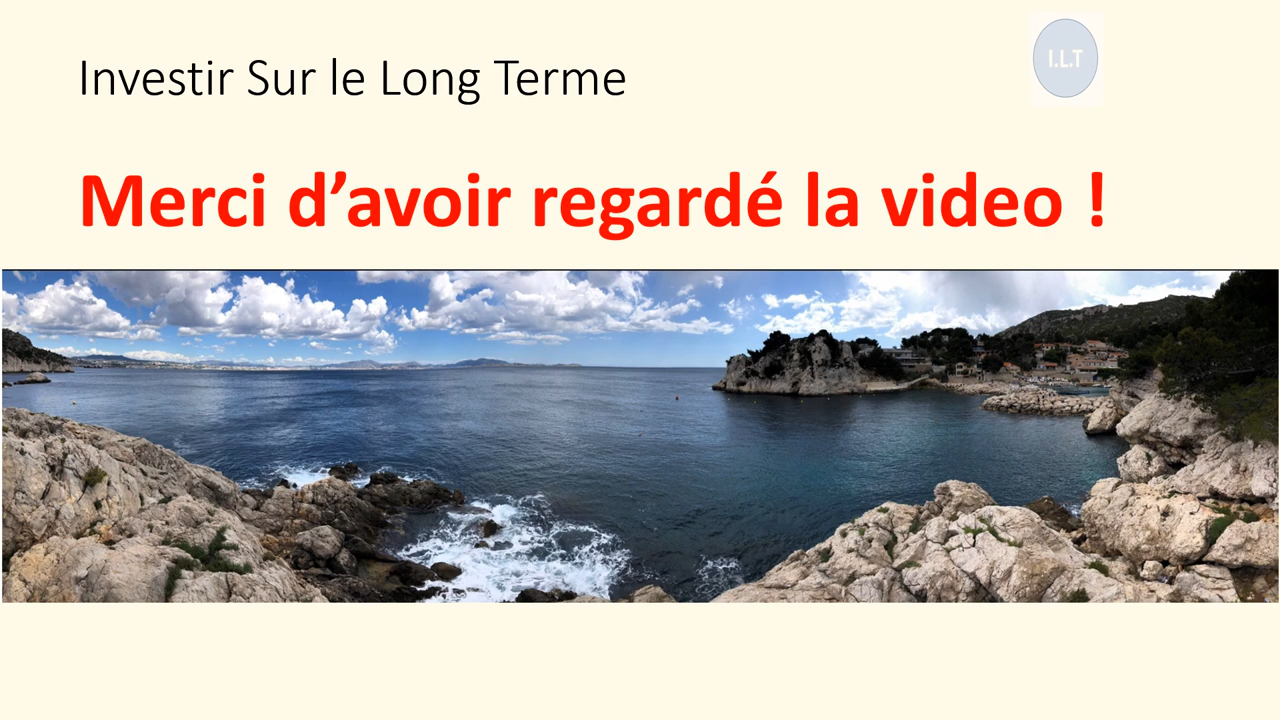 Investir Sur le Long Terme
I.L.T
Merci d’avoir regardé la video !